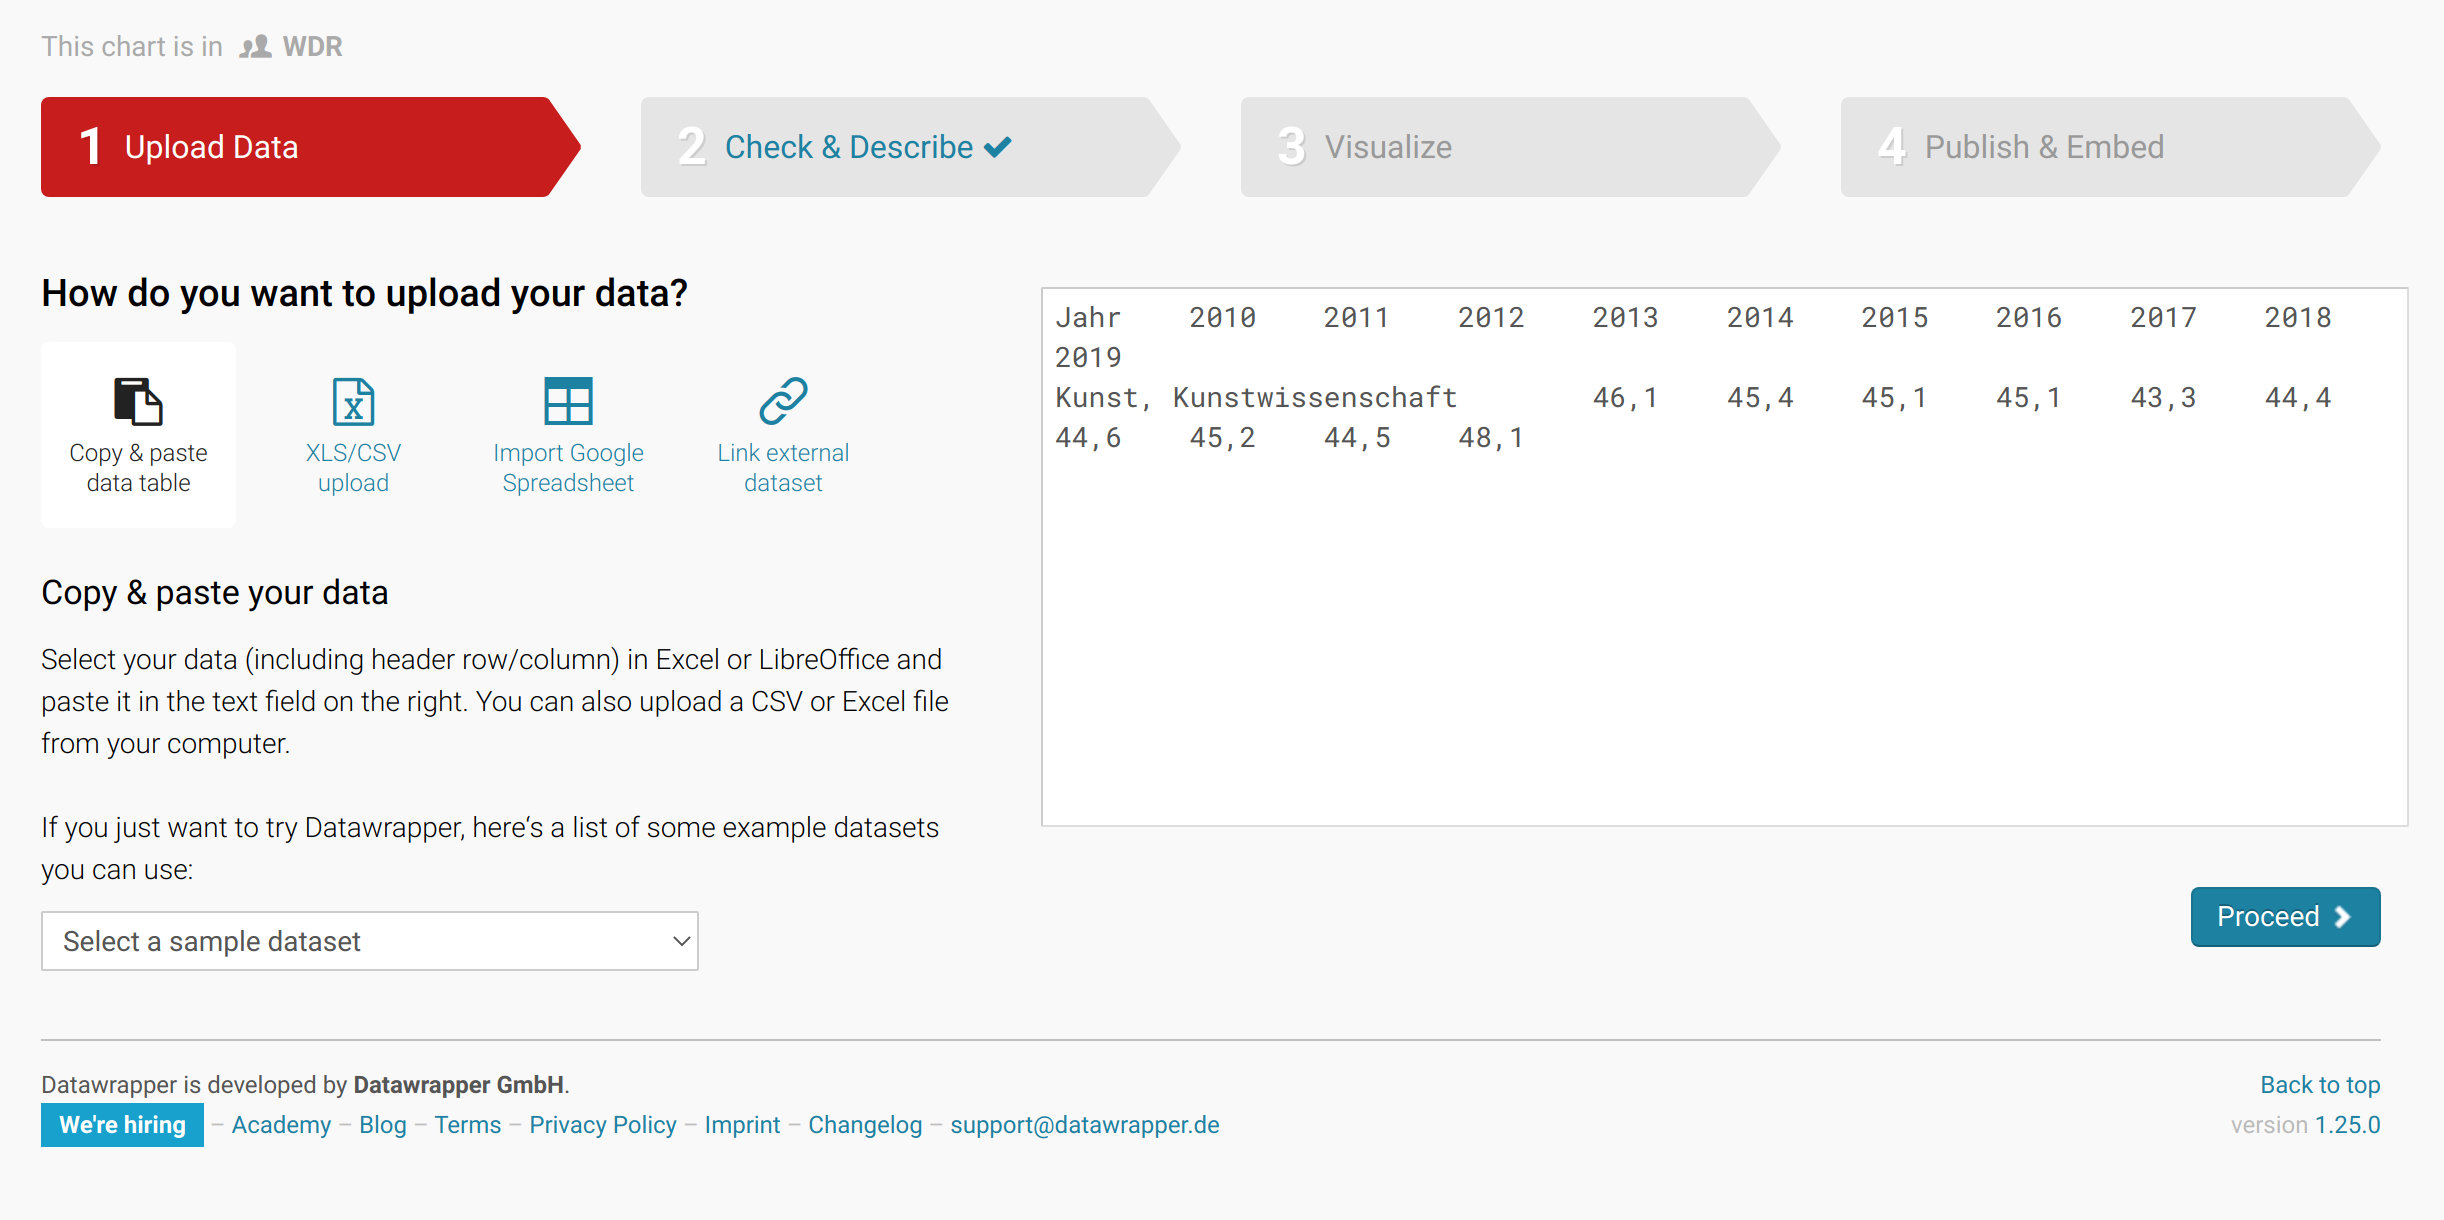 This chart is in WDR
1 Upload Data
2 Check & Describe
3 Visualize
4 Publish & Embed
How do you want to upload your data?
Copy & paste
data table
XLS/CSV
upload
Import Google
Spreadsheet
Link external
dataset
Copy & paste your data
Select your data (including header row/column) in Excel or LibreOffice and
paste it in the text field on the right. You can also upload a CSV or Excel file
from your computer.
If you just want to try Datawrapper, here‘s a list of some example datasets
you can use:
Select a sample dataset
Jahr 2010 2011 2012 2013 2014 2015 2016 2017 2018
2019
Kunst, Kunstwissenschaft 46,1 45,4 45,1 45,1 43,3 44,4
44,6 45,2 44,5 48,1
Proceed
Datawrapper is developed by Datawrapper GmbH.
We're hiring – Academy – Blog – Terms – Privacy Policy – Imprint – Changelog – support@datawrapper.de
Back to top
version 1.25.0